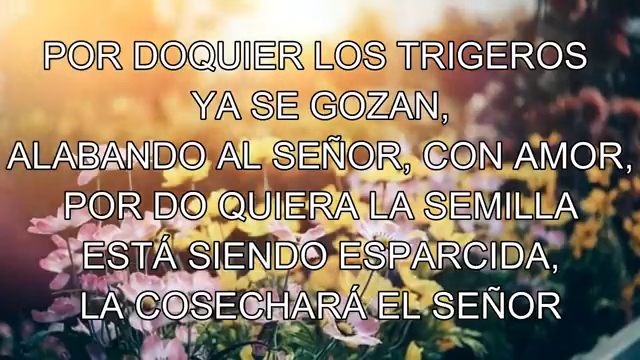 POR DOQUIER LOS TRIGEROS
YA SE GOZAN,
ALABANDO AL SEÑOR, CON AMOR,
POR DO QUIERA LA SEMILLA
ESTÁ SIENDO ESPARCIDA,
LA COSECHARÁ EL SEÑOR